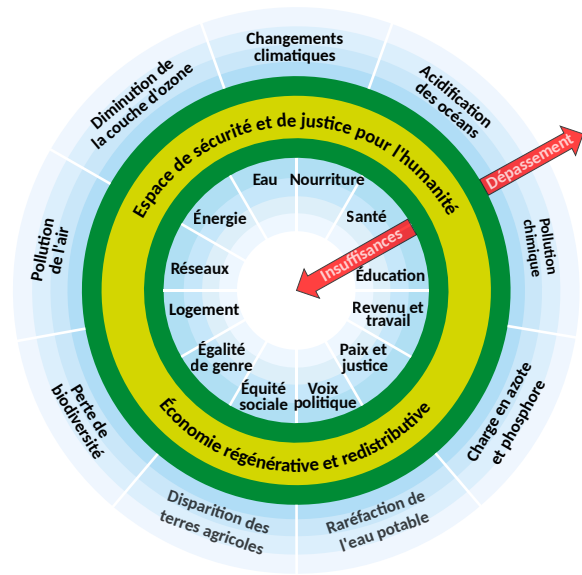 Changements
climatiques
Acidification
des océans
Dépassement
Pollution
chimique
Charge en azote
et phosphore
Raréfaction de
l'eau potable
Disparition des
terres agricoles
Perte de
biodiversité
Pollution
de l'air
Diminution de
la couche d'ozone
Espace de sécurité et de justice pour l'humanité
Eau
Nourriture
Santé
Insuffisances
Éducation
Revenu et
travail
Paix et
justice
Voix
politique
Équité
sociale
Égalité
de genre
Logement
Réseaux
Énergie
Économie régénérative et redistributive